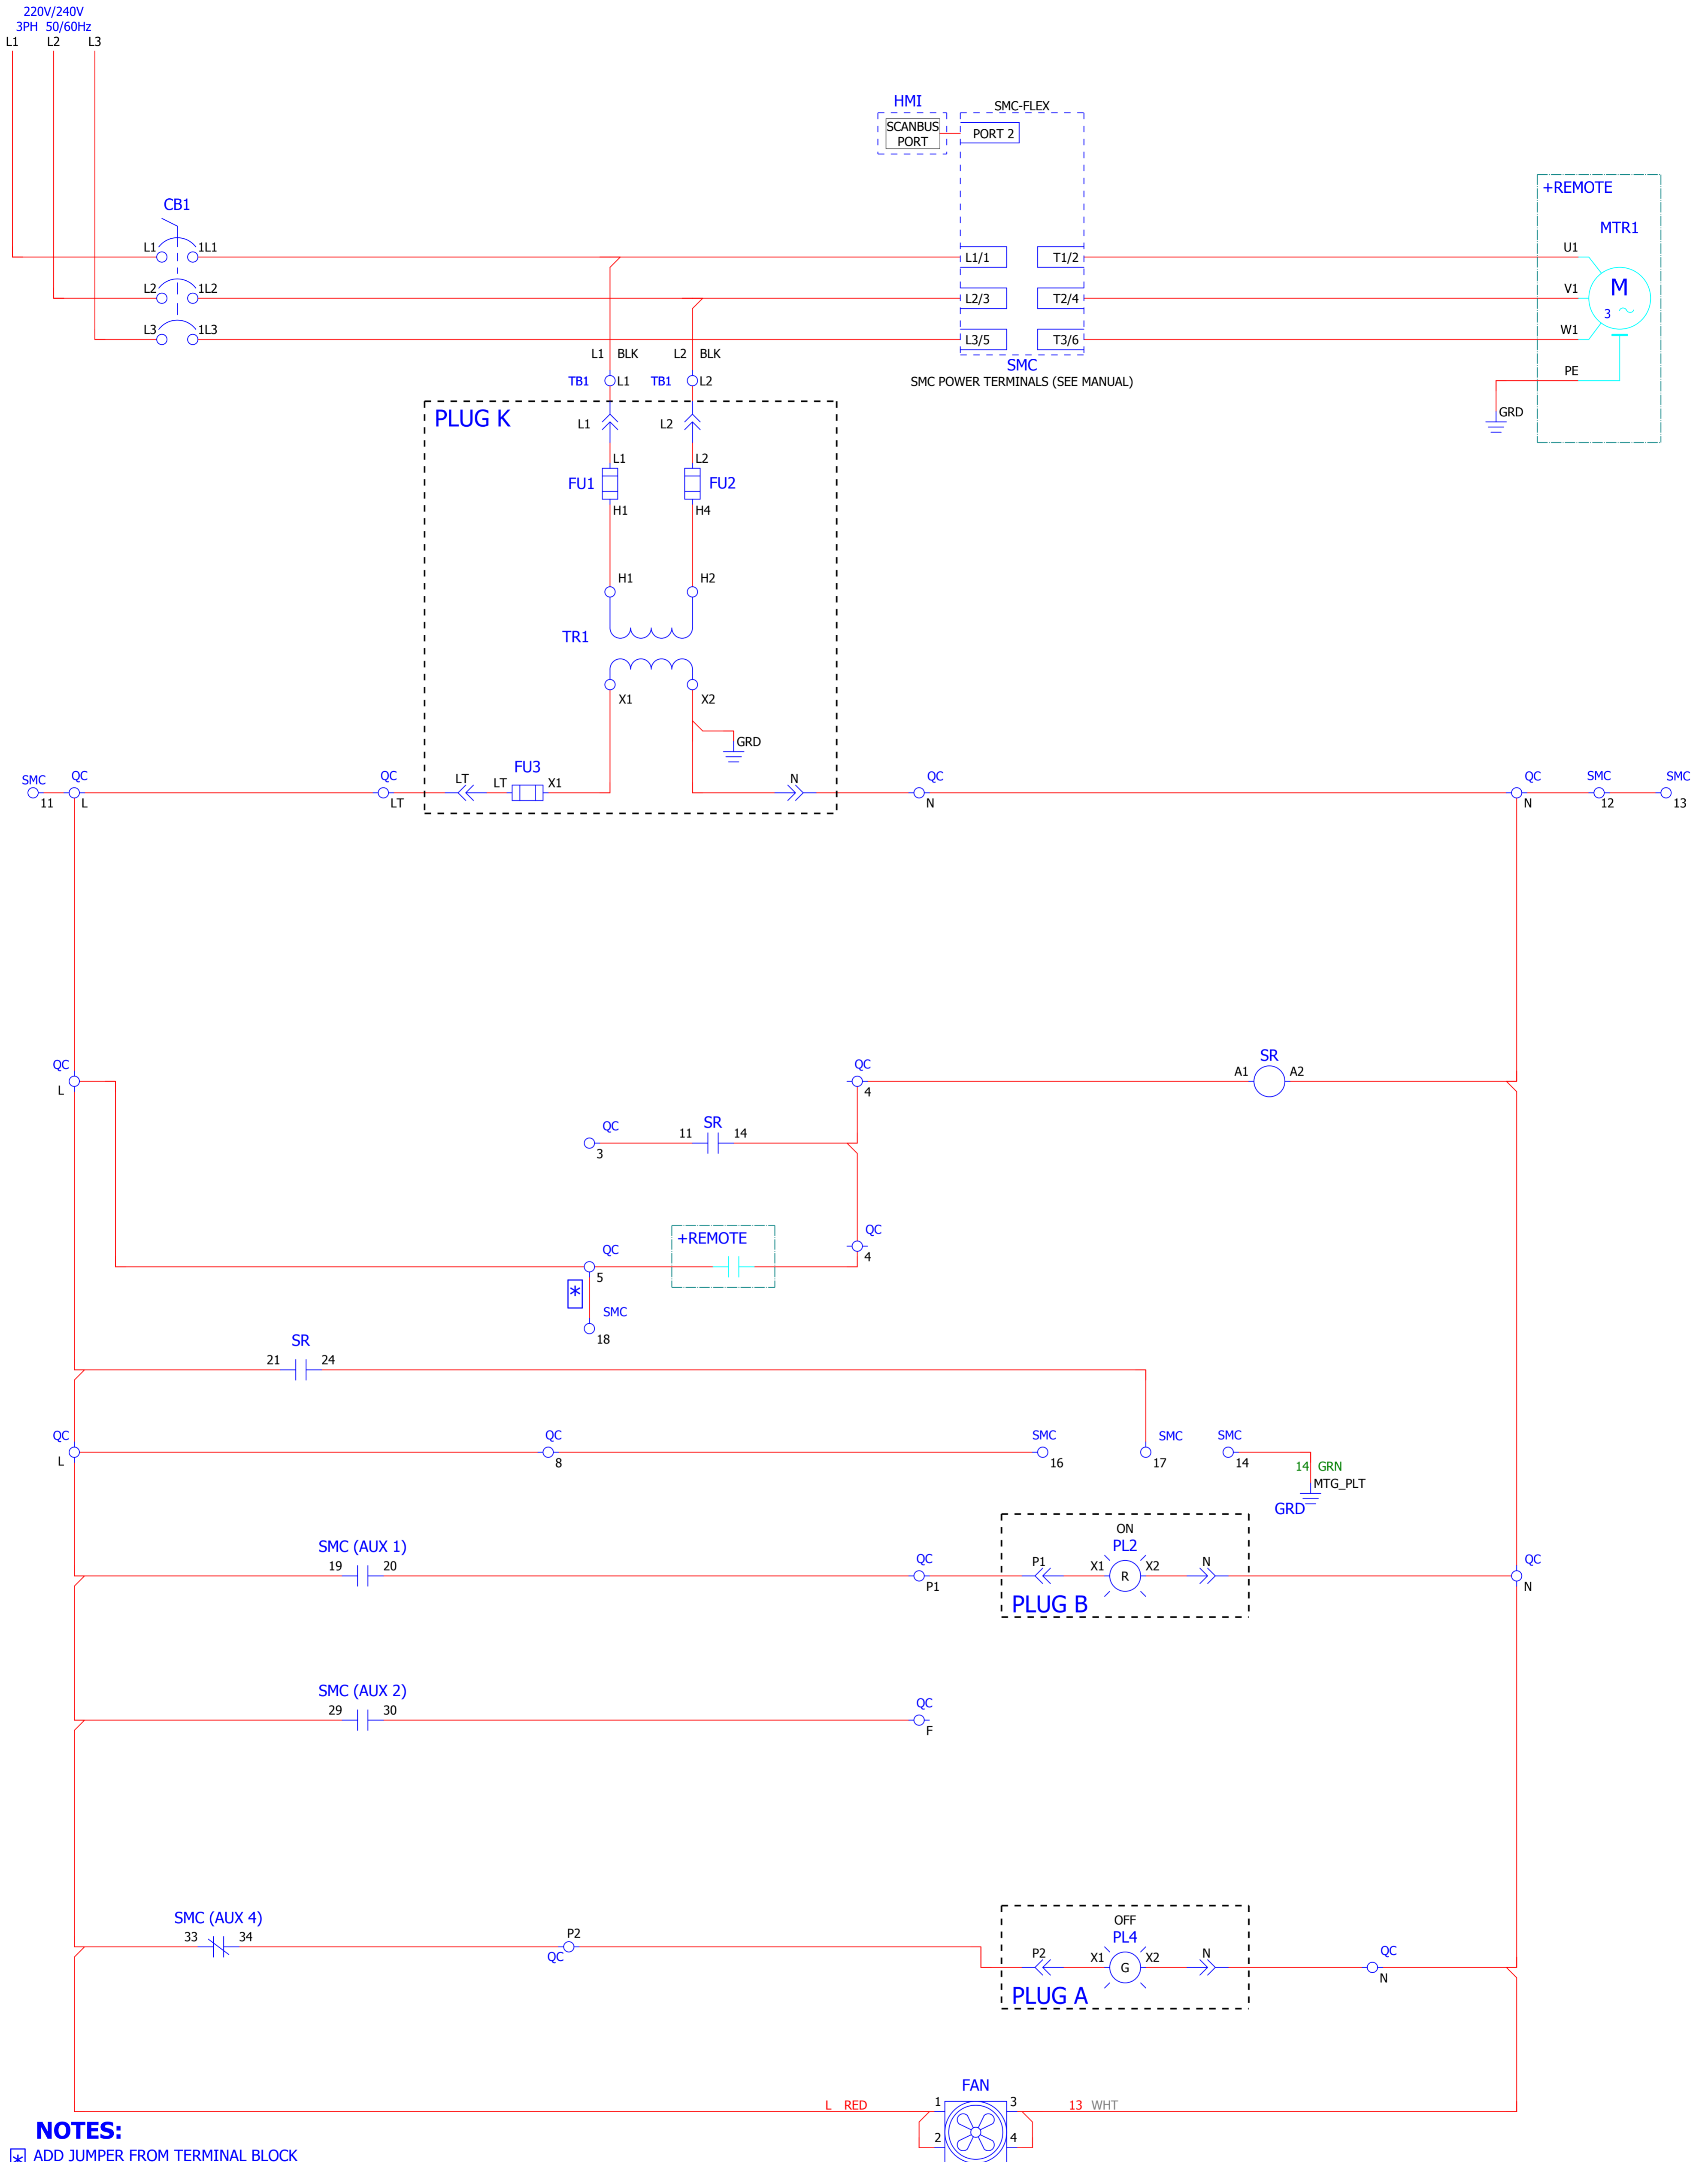 220V/240V
3PH 50/60Hz
L1 L2 L3
HMI
SCANBUS
PORT
SMC-FLEX
PORT 2
+REMOTE
MTR1
CB1
L1 1L1
L2 1L2
L3 1L3
L1/1 T1/2
L2/3 T2/4
L3/5 T3/6
U1
V1
W1
PE
M
3
GRD
SMC
SMC POWER TERMINALS (SEE MANUAL)
L1 BLK L2 BLK
TB1 L1 TB1 L2
PLUG K
L1 L2
L1 L2
FU1 FU2
H1 H4
H1 H2
TR1
X1 X2
GRD
SMC QC QC LT LT FU3 X1 N QC QC SMC SMC
11 L LT N N 12 13
QC QC SR
L 4 A1 A2
QC SR
3 11 14
+REMOTE
QC QC
5 4
*
SMC
18
SR
21 24
QC QC SMC SMC SMC
L 8 16 17 14
14 GRN
MTG_PLT
GRD
SMC (AUX 1)
19 20
QC
P1
ON
PL2
P1 X1 R X2 N
PLUG B
QC
N
SMC (AUX 2)
29 30
QC
F
SMC (AUX 4)
33 34
P2
QC
OFF
PL4
P2 X1 G X2 N
PLUG A
QC
N
FAN
L RED 1 3 13 WHT
2 4
NOTES:
* ADD JUMPER FROM TERMINAL BLOCK